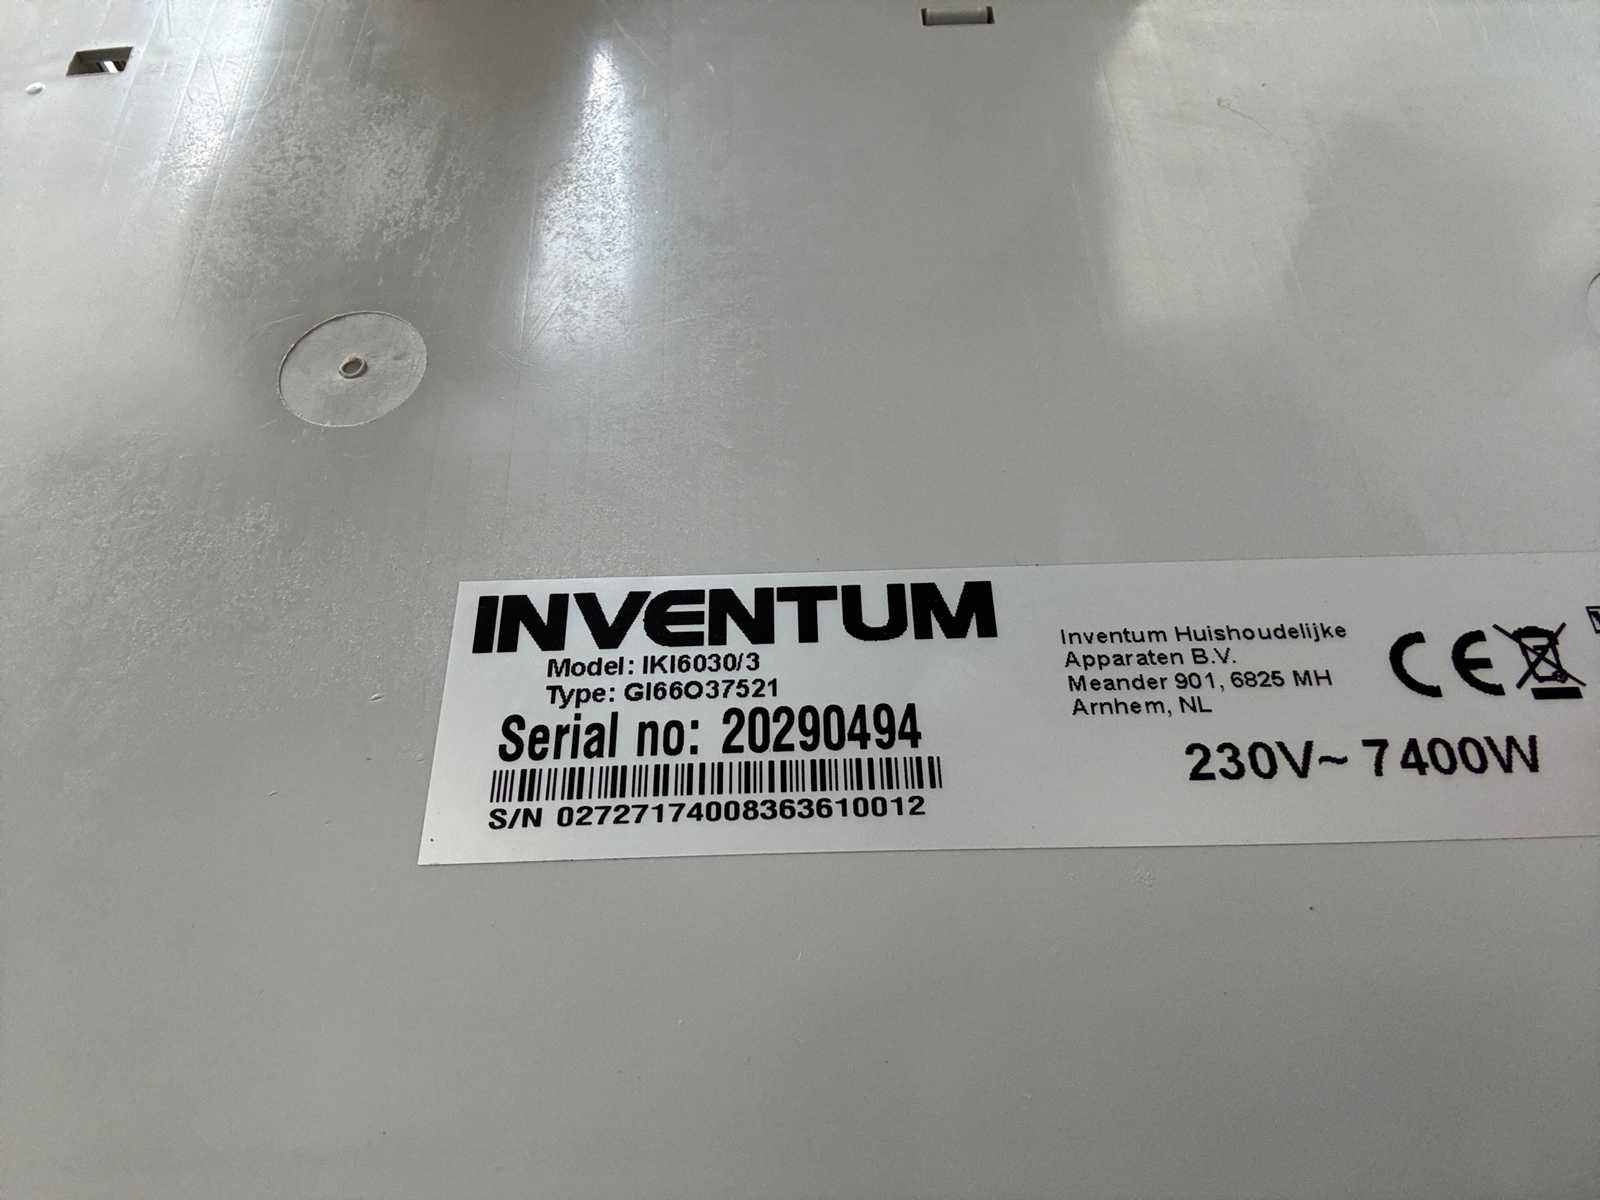 INVENTUM
Model: IKI6030/3
Type: GI66O37521
Serial no: 20290494
S/N 02727174008363610012
Inventum Huishoudelijke
Apparaten B.V.
Meander 901, 6825 MH
Arnhem, NL
CE
230V~ 7400W